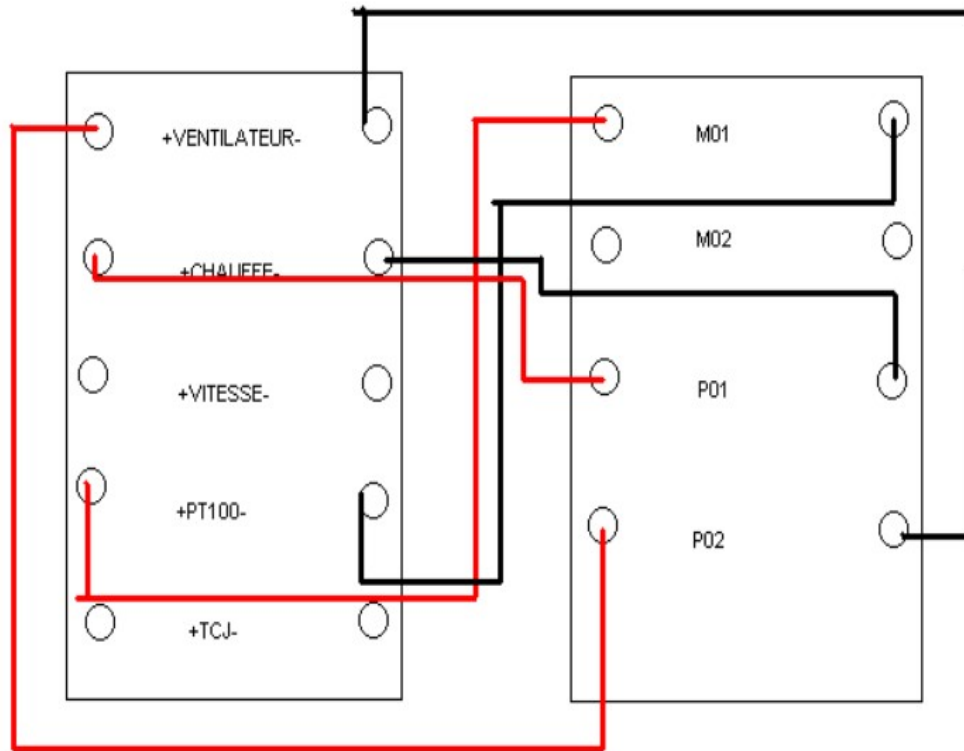 +VENTILATEUR-
+CHAUFFE-
+VITESSE-
+PT100-
+TCJ-
M01
M02
P01
P02